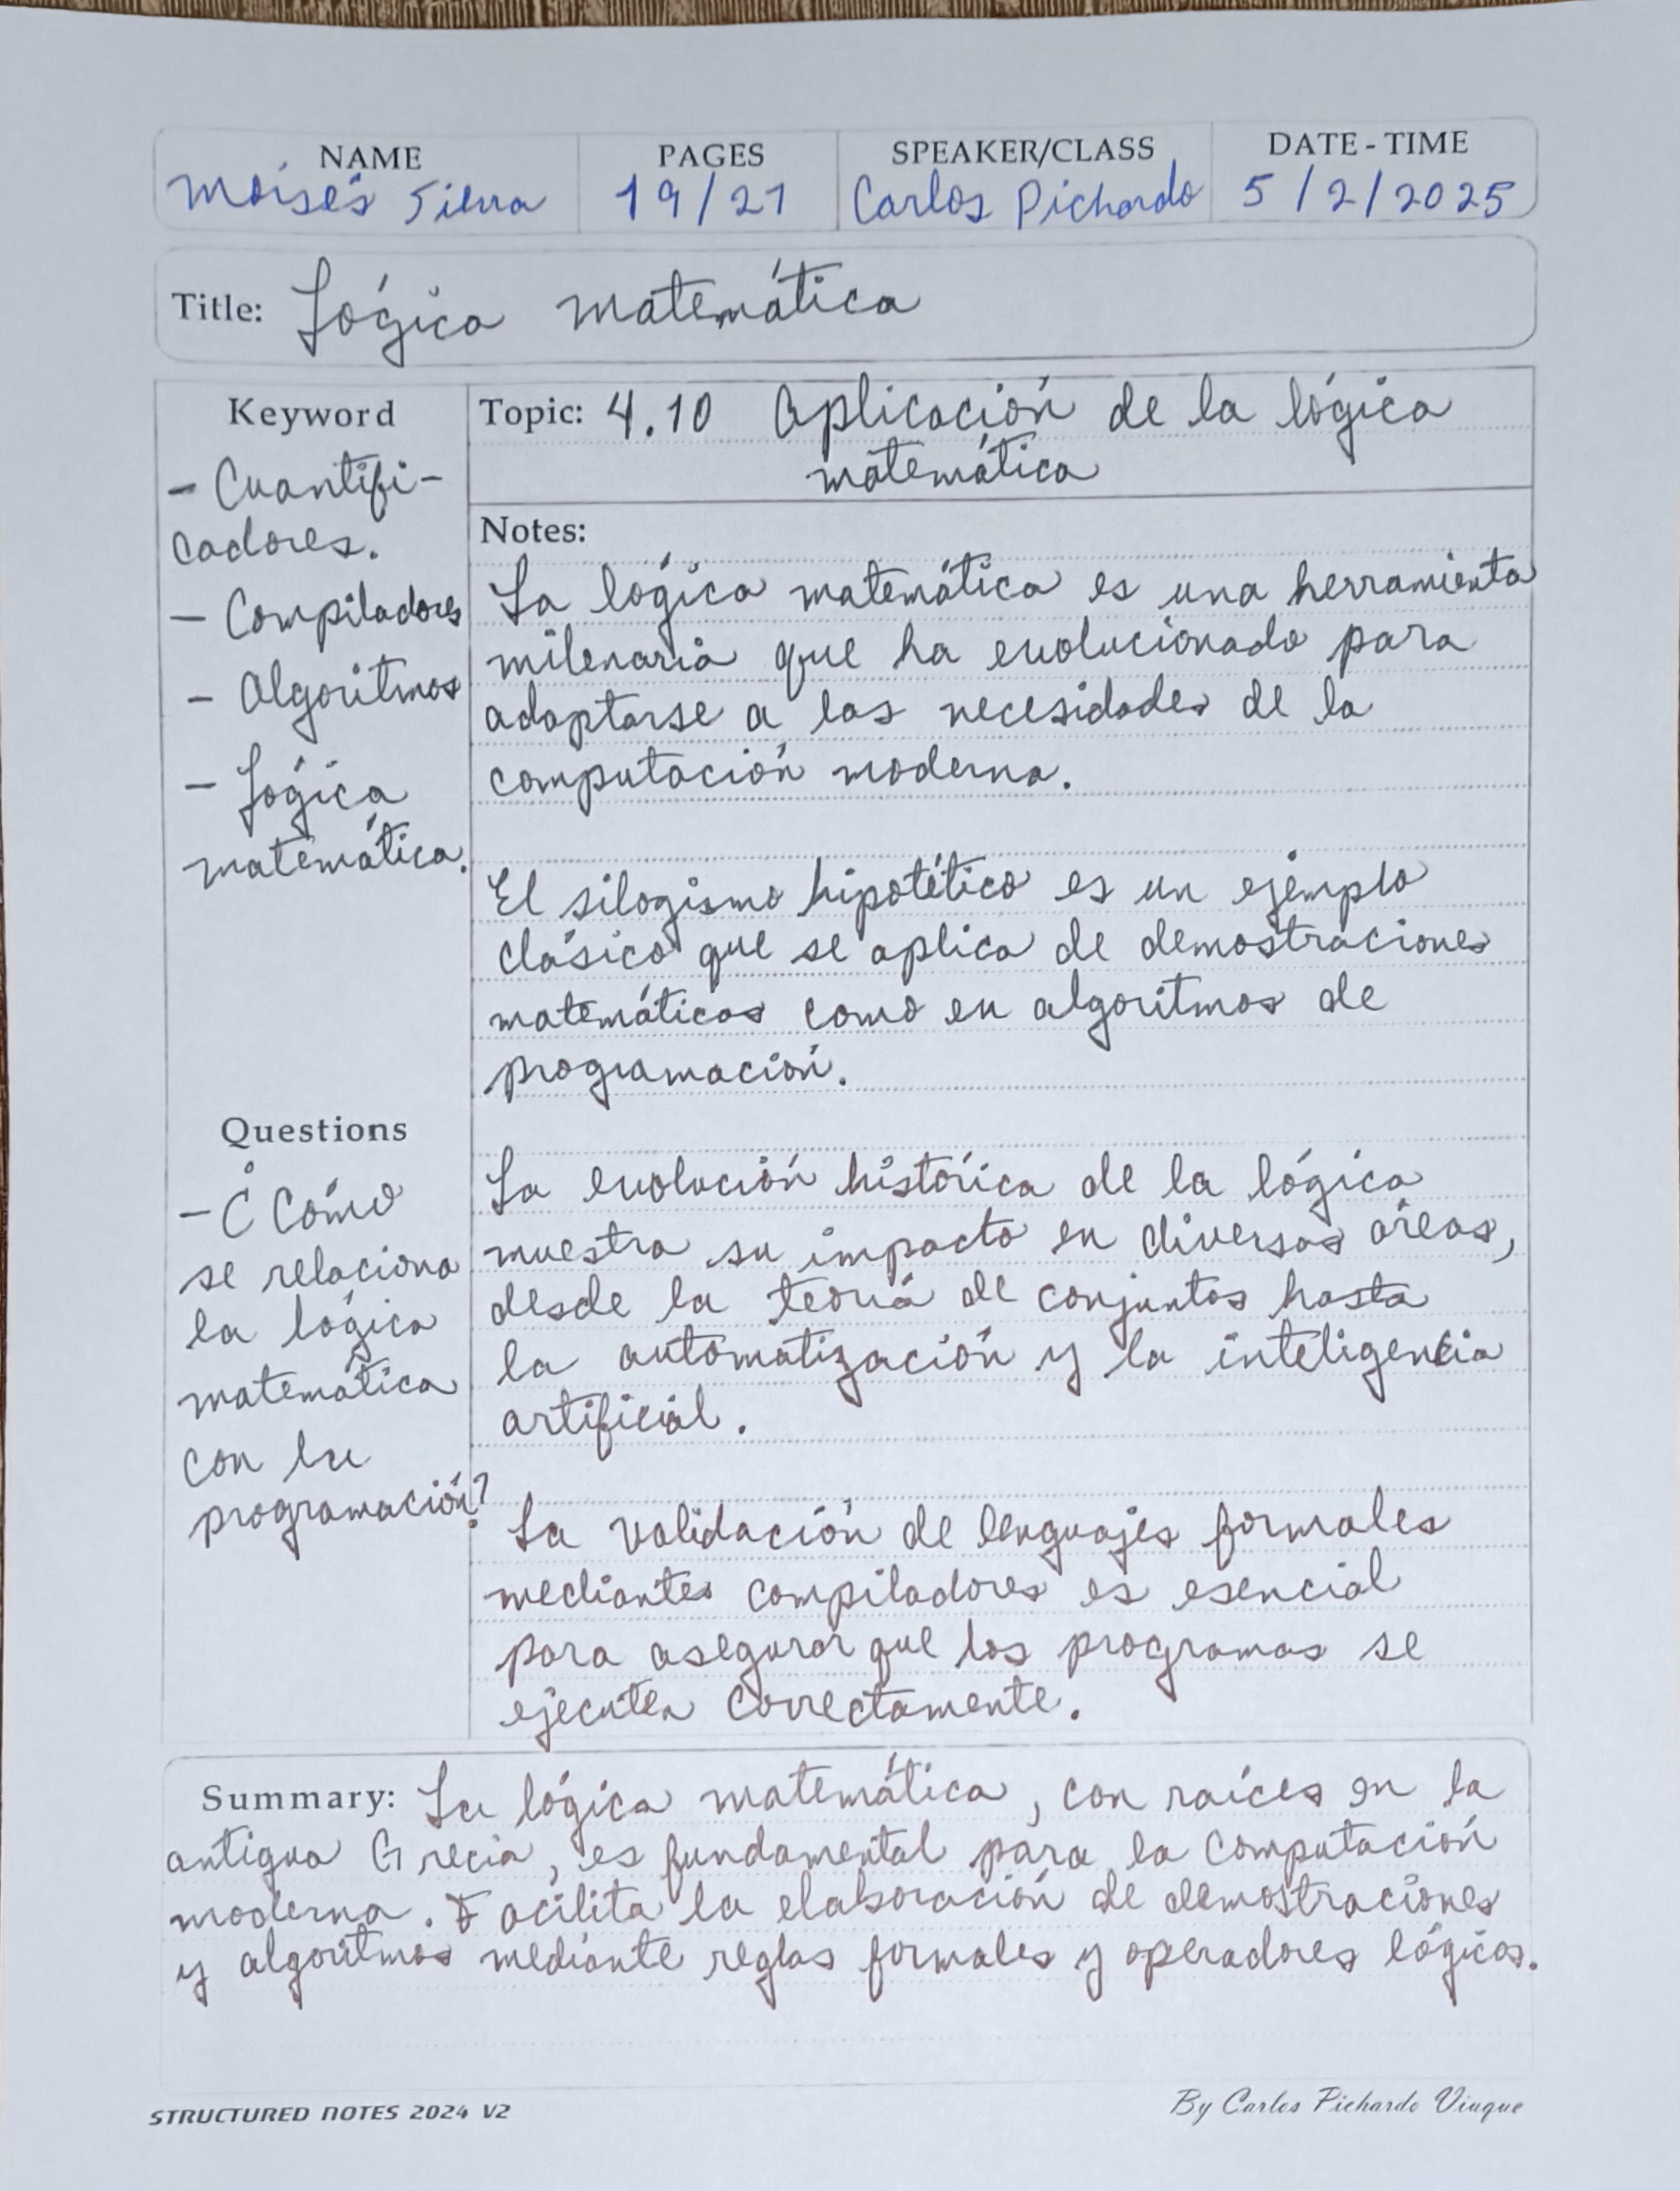 NAME PAGES SPEAKER/CLASS DATE-TIME
Moisés Silva 19/21 Carlos Pichardo 5/2/2025
Title: Lógica matemática
Keyword
- Cuantifi-
cadores.
- Compiladores
- Algoritmos
- Lógica
matemática.
Questions
- ¿Cómo
se relaciona
la lógica
matemática
con la
programación?
Topic: 4.10 Aplicación de la lógica
matemática
Notes:
La lógica matemática es una herramienta
milenaria que ha evolucionado para
adaptarse a las necesidades de la
computación moderna.
El silogismo hipotético es un ejemplo
clásico que se aplica de demostraciones
matemáticas como en algoritmos de
programación.
La evolución histórica de la lógica
muestra su impacto en diversas áreas,
desde la teoría de conjuntos hasta
la automatización y la inteligencia
artificial.
La validación de lenguajes formales
mediantes compiladores es esencial
para asegurar que los programas se
ejecuten correctamente.
Summary: La lógica matemática, con raíces en la
antigua Grecia, es fundamental para la computación
moderna. Facilita la elaboración de demostraciones
y algoritmos mediante reglas formales y operadores lógicos.
STRUCTURED NOTES 2024 V2 By Carlos Pichardo Viuque